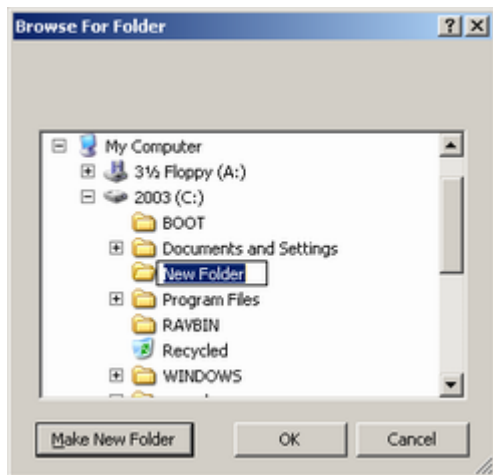 Browse For Folder
My Computer
3½ Floppy (A:)
2003 (C:)
BOOT
Documents and Settings
New Folder
Program Files
RAVBIN
Recycled
WINDOWS
Make New Folder OK Cancel